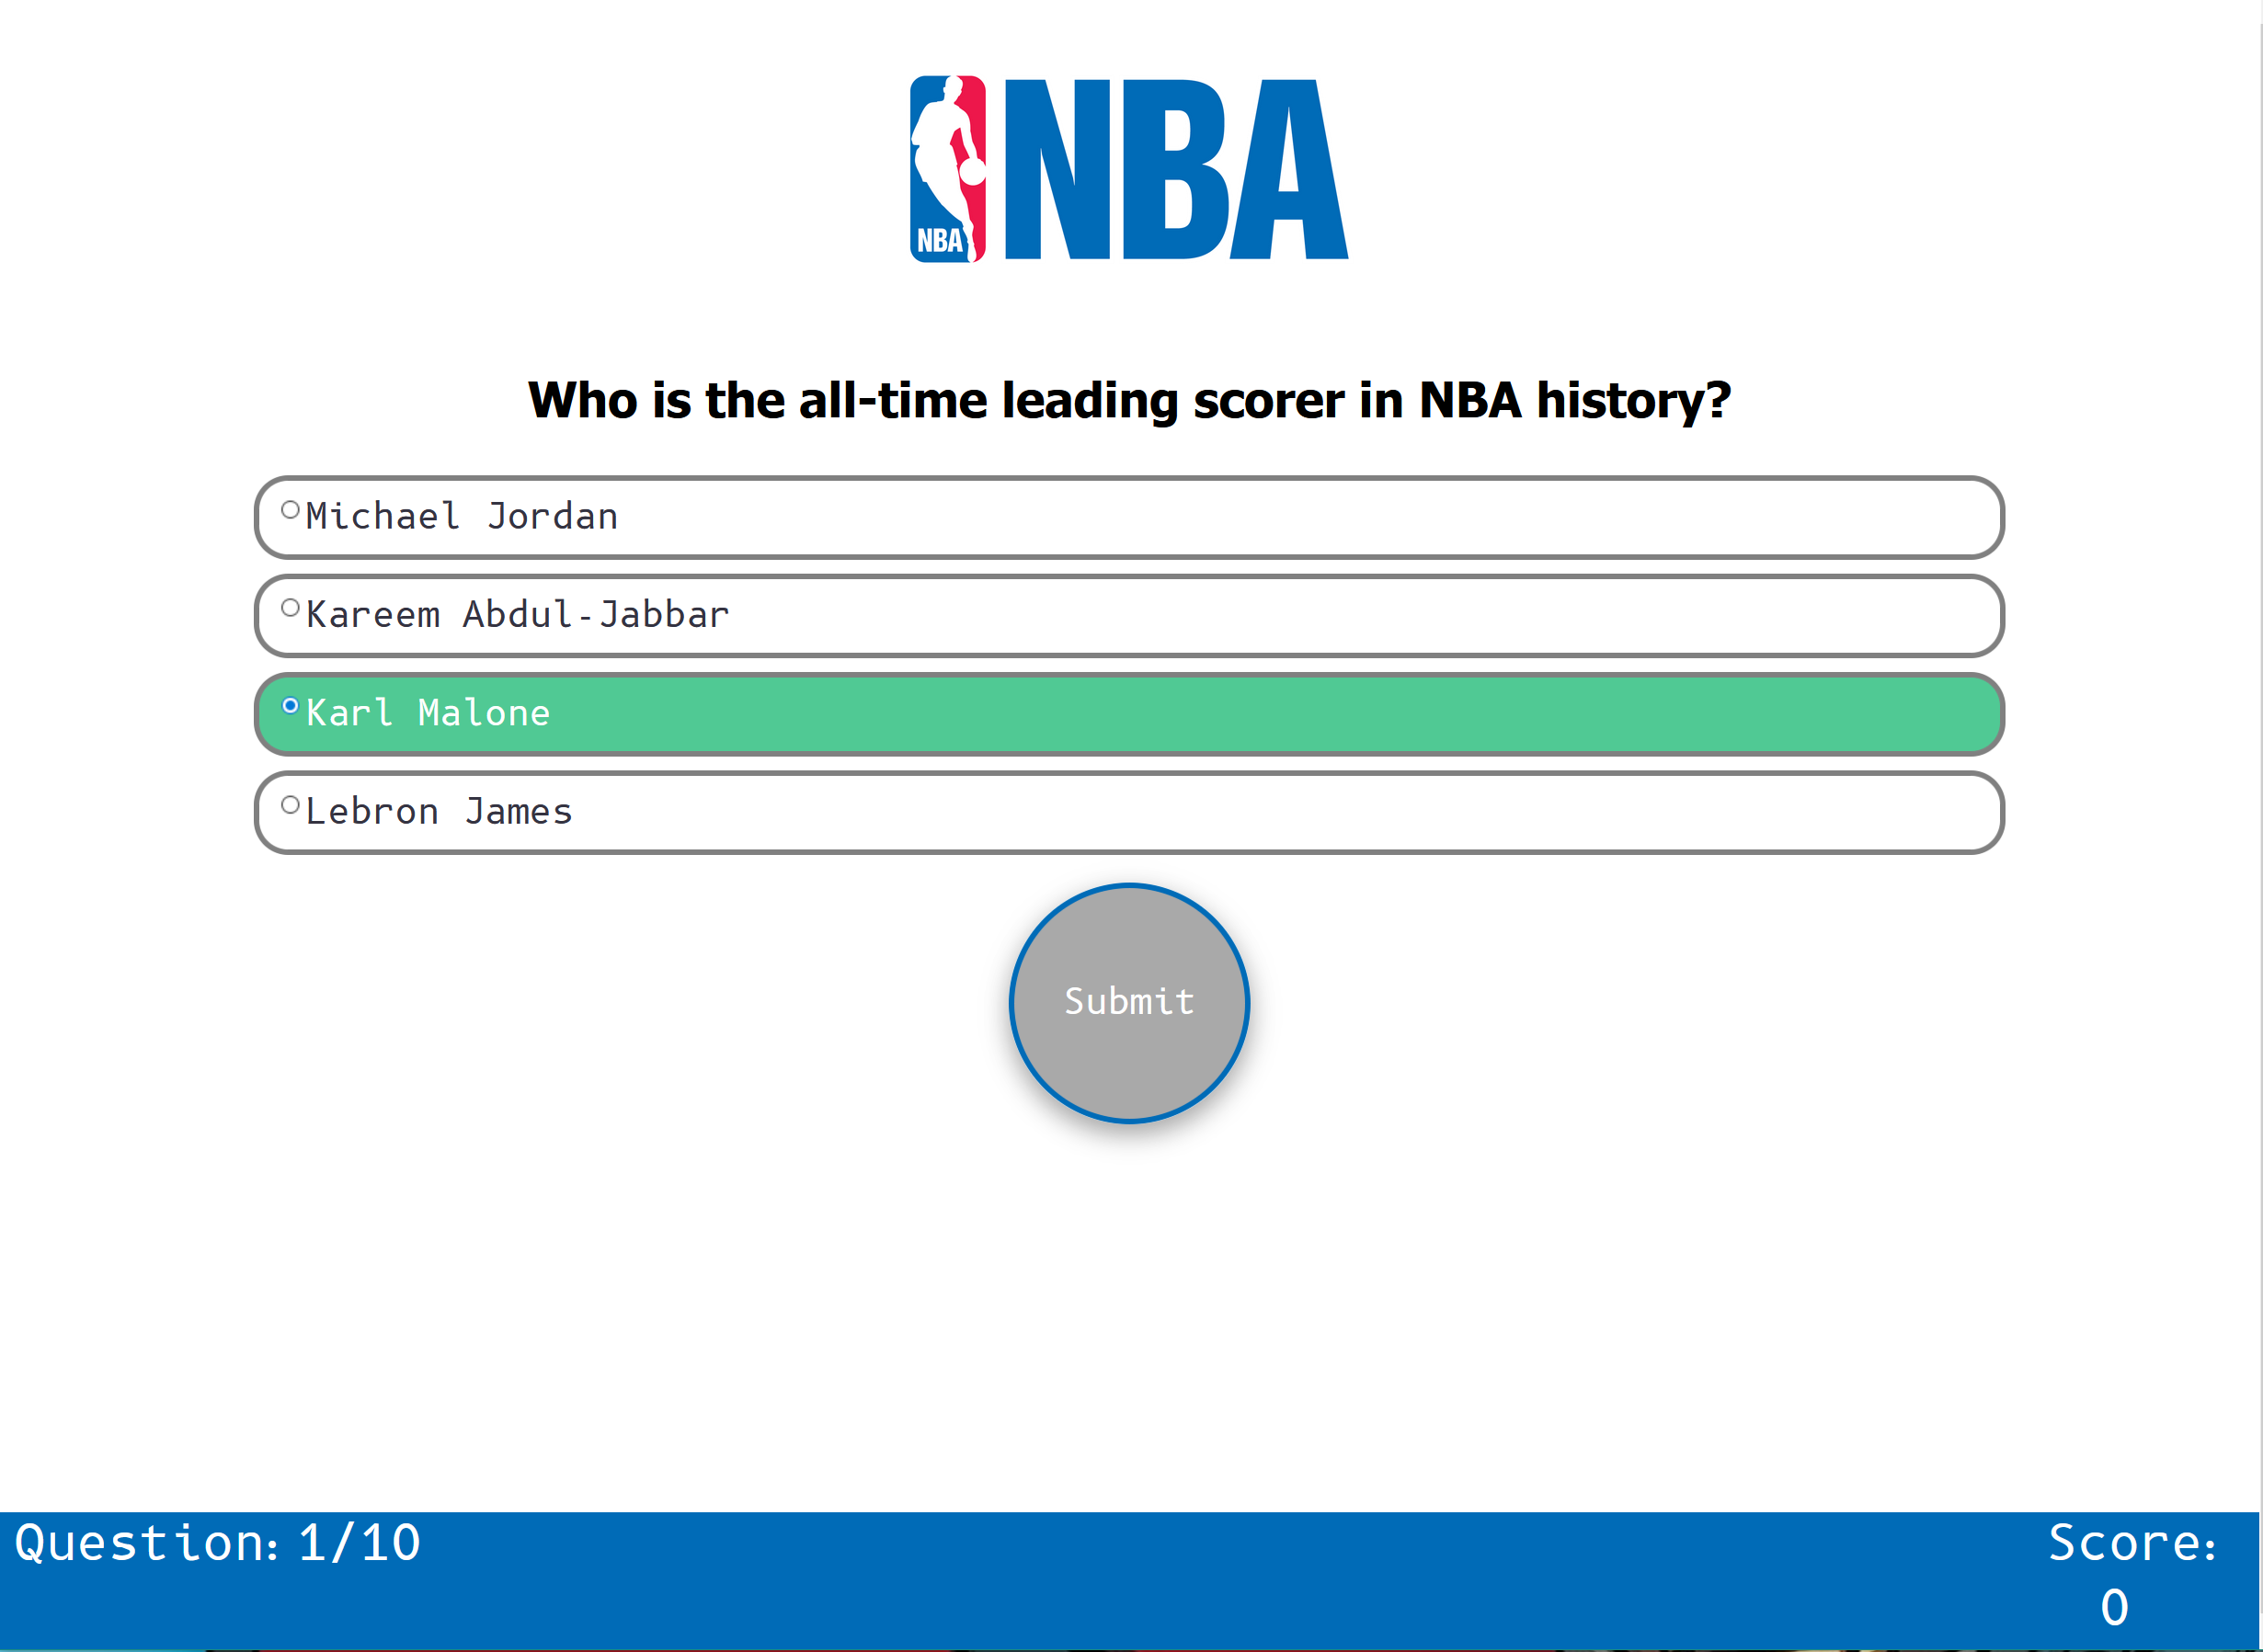 NBA
NBA
Who is the all-time leading scorer in NBA history?
Michael Jordan
Kareem Abdul-Jabbar
Karl Malone
Lebron James
Submit
Question: 1/10
Score:
0